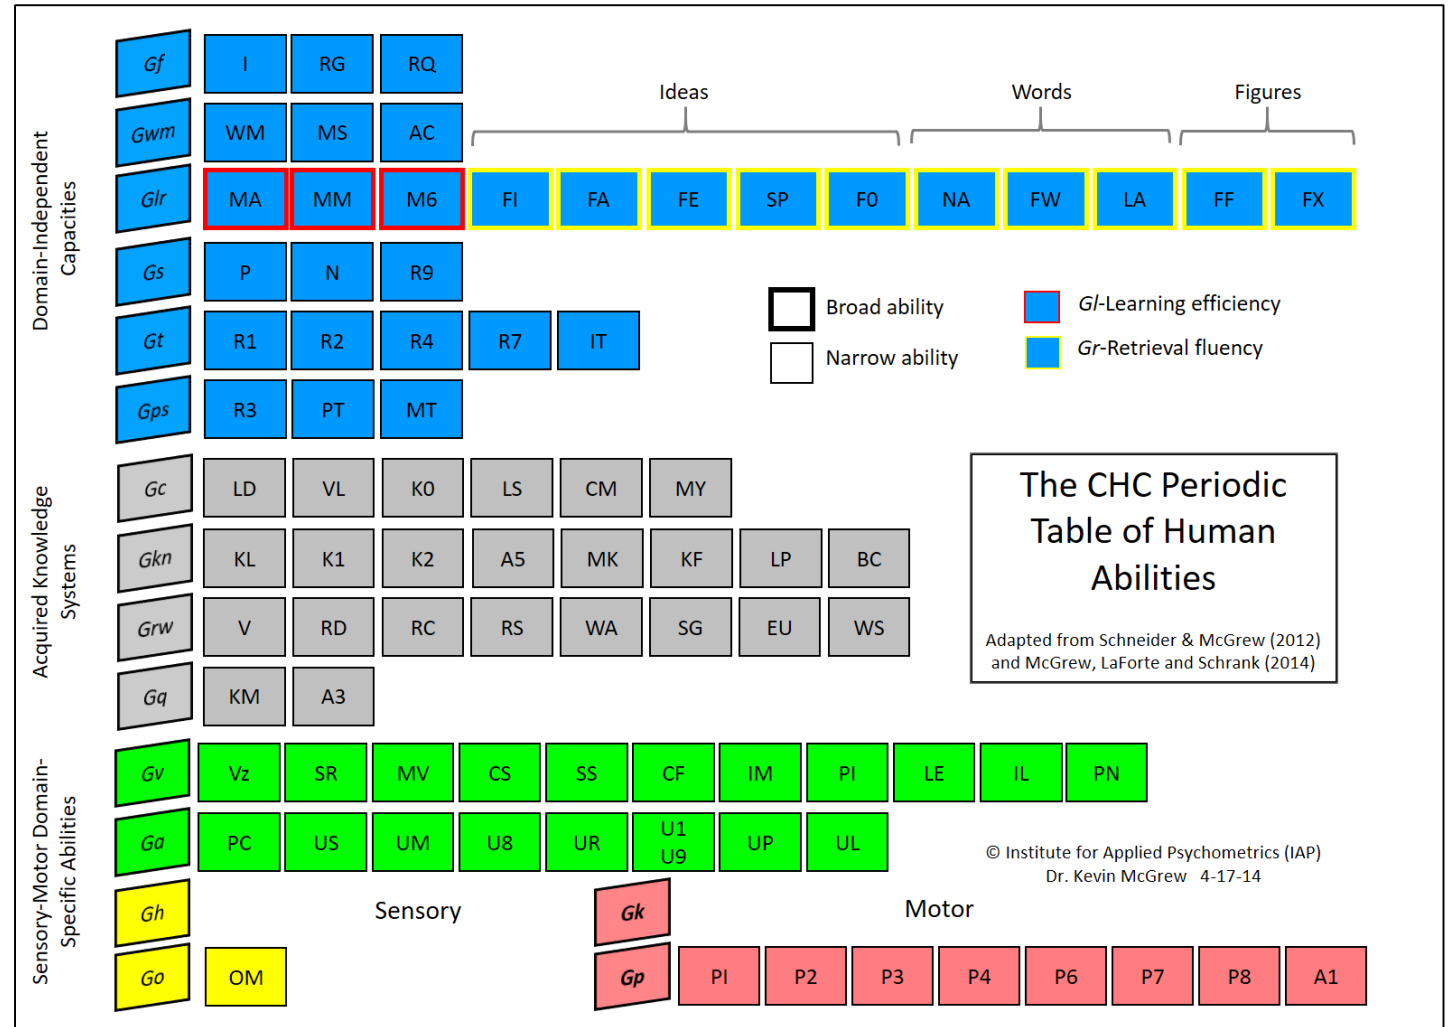 Domain-Independent
Capacities
Gf I RG RQ
Ideas Words Figures
Gwm WM MS AC
Glr MA MM M6 FI FA FE SP F0 NA FW LA FF FX
Gs P N R9
Broad ability
Narrow ability
Gl-Learning efficiency
Gr-Retrieval fluency
Gt R1 R2 R4 R7 IT
Gps R3 PT MT
Acquired Knowledge
Systems
Gc LD VL K0 LS CM MY
Gkn KL K1 K2 A5 MK KF LP BC
Grw V RD RC RS WA SG EU WS
Gq KM A3
The CHC Periodic
Table of Human
Abilities
Adapted from Schneider & McGrew (2012)
and McGrew, LaForte and Schrank (2014)
Sensory-Motor Domain-
Specific Abilities
Gv Vz SR MV CS SS CF IM PI LE IL PN
Ga PC US UM U8 UR U1 U9 UP UL
© Institute for Applied Psychometrics (IAP)
Dr. Kevin McGrew 4-17-14
Gh Sensory Gk Motor
Go OM Gp PI P2 P3 P4 P6 P7 P8 A1